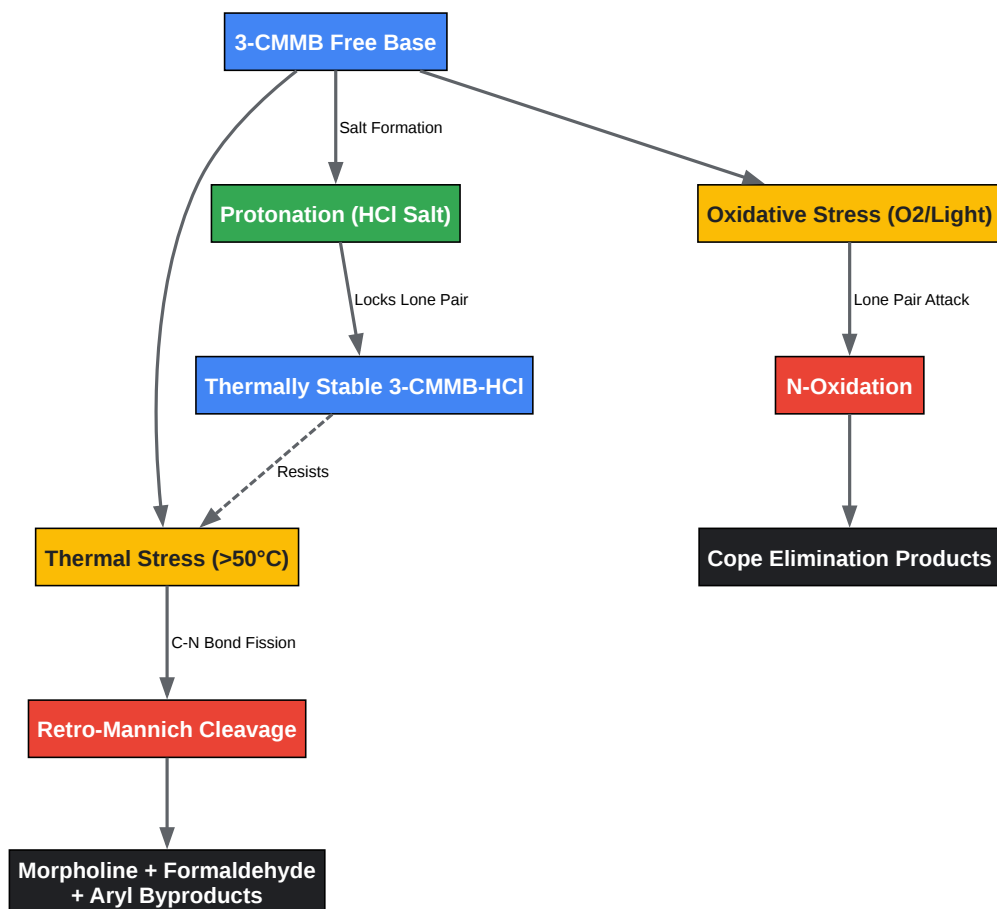 3-CMMB Free Base
Salt Formation
Protonation (HCl Salt)
Oxidative Stress (O2/Light)
Locks Lone Pair
Lone Pair Attack
Thermally Stable 3-CMMB-HCl
N-Oxidation
Resists
Thermal Stress (>50°C)
Cope Elimination Products
C-N Bond Fission
Retro-Mannich Cleavage
Morpholine + Formaldehyde
+ Aryl Byproducts